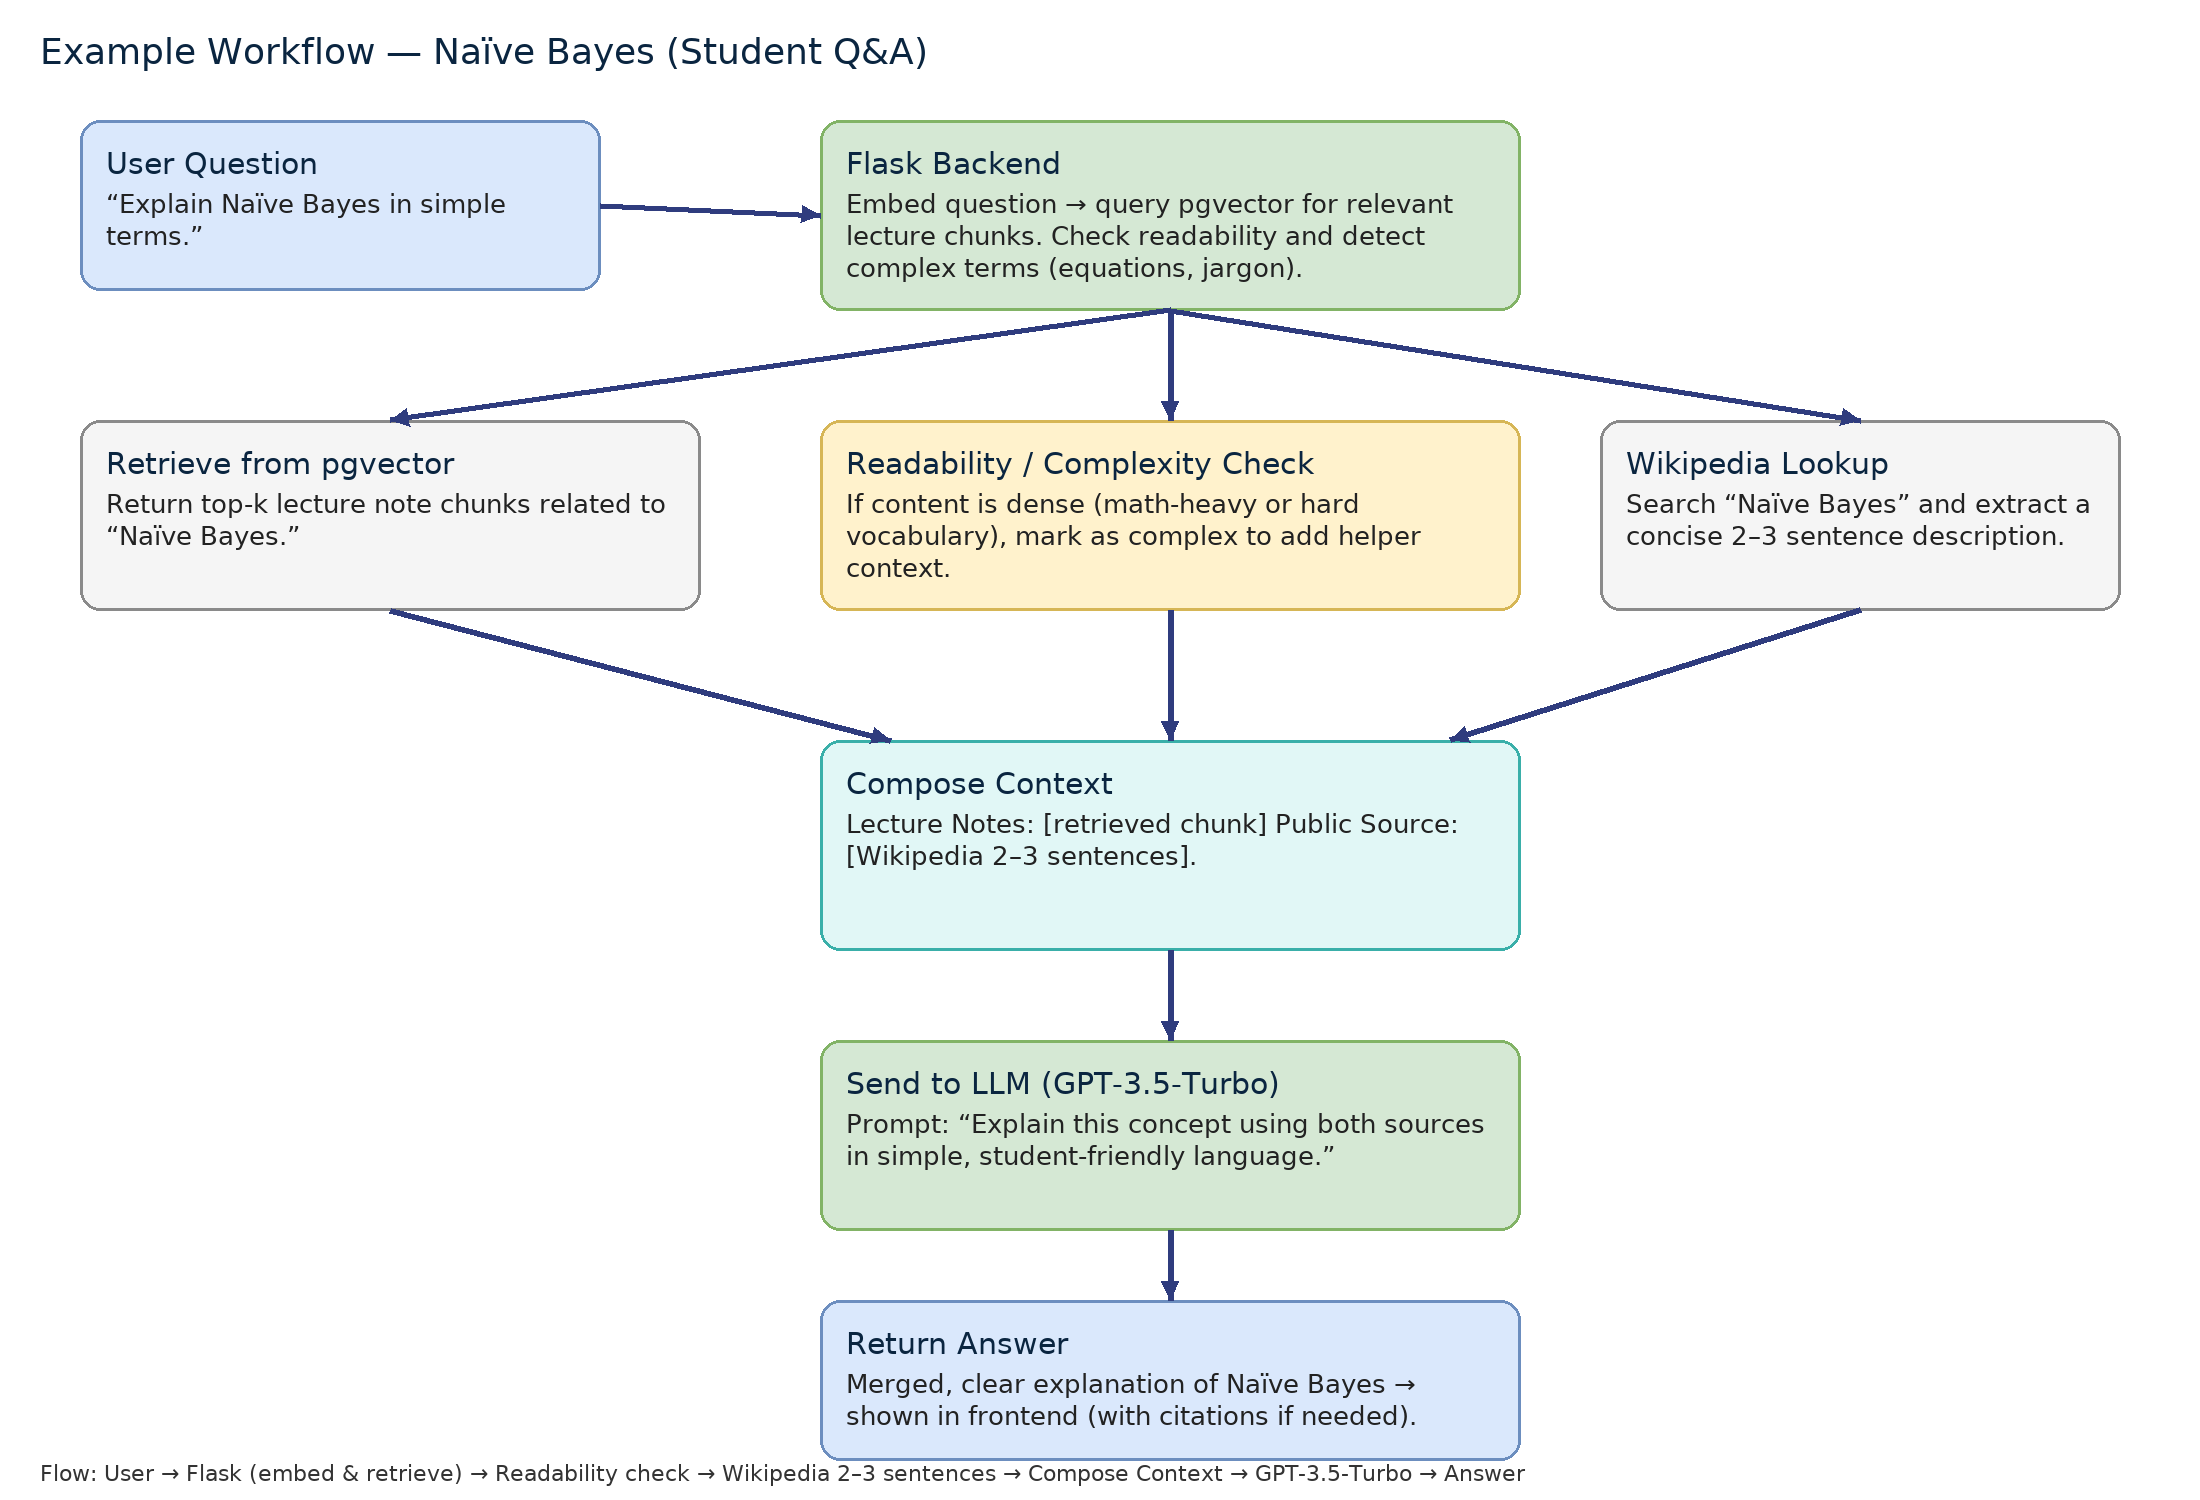 Example Workflow — Naïve Bayes (Student Q&A)
User Question
“Explain Naïve Bayes in simple
terms.”
Flask Backend
Embed question → query pgvector for relevant
lecture chunks. Check readability and detect
complex terms (equations, jargon).
Retrieve from pgvector
Return top-k lecture note chunks related to
“Naïve Bayes.”
Readability / Complexity Check
If content is dense (math-heavy or hard
vocabulary), mark as complex to add helper
context.
Wikipedia Lookup
Search “Naïve Bayes” and extract a
concise 2–3 sentence description.
Compose Context
Lecture Notes: [retrieved chunk] Public Source:
[Wikipedia 2–3 sentences].
Send to LLM (GPT-3.5-Turbo)
Prompt: “Explain this concept using both sources
in simple, student-friendly language.”
Return Answer
Merged, clear explanation of Naïve Bayes →
shown in frontend (with citations if needed).
Flow: User → Flask (embed & retrieve) → Readability check → Wikipedia 2–3 sentences → Compose Context → GPT-3.5-Turbo → Answer